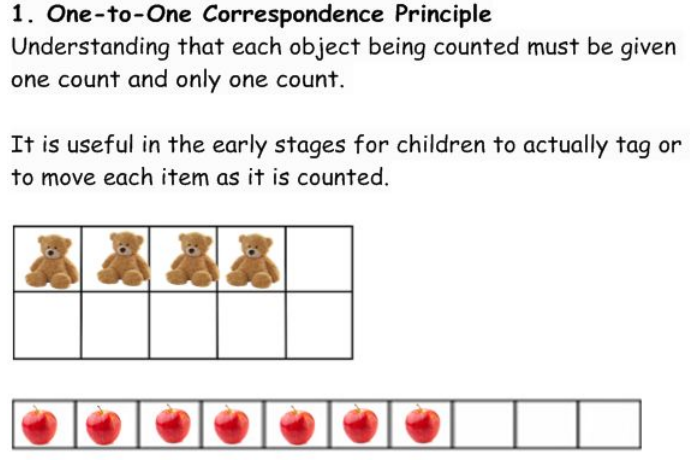 1. One-to-One Correspondence Principle
Understanding that each object being counted must be given
one count and only one count.
It is useful in the early stages for children to actually tag or
to move each item as it is counted.